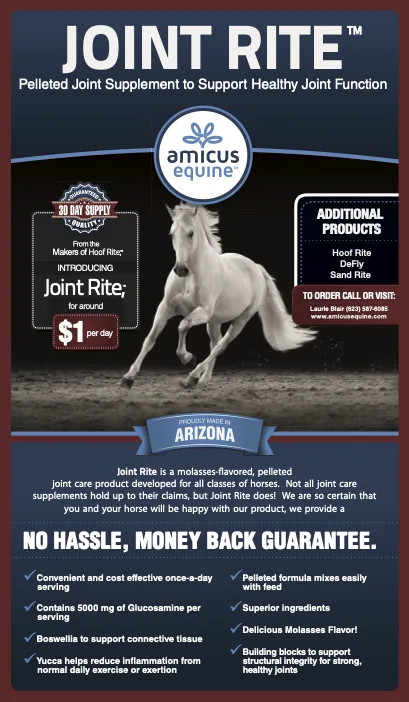 JOINT RITE™
Pelleted Joint Supplement to Support Healthy Joint Function
amicus
equine™
GUARANTEED
30 DAY SUPPLY
QUALITY
From the
Makers of Hoof Rite™
INTRODUCING
Joint Rite™
for around
$1 per day
ADDITIONAL
PRODUCTS
Hoof Rite
DeFly
Sand Rite
TO ORDER CALL OR VISIT:
Laurie Blair (623) 587-6085
www.amicusequine.com
PROUDLY MADE IN
ARIZONA
Joint Rite is a molasses-flavored, pelleted
joint care product developed for all classes of horses. Not all joint care
supplements hold up to their claims, but Joint Rite does! We are so certain that
you and your horse will be happy with our product, we provide a
NO HASSLE, MONEY BACK GUARANTEE.
Convenient and cost effective once-a-day
serving
Contains 5000 mg of Glucosamine per
serving
Boswellia to support connective tissue
Yucca helps reduce inflammation from
normal daily exercise or exertion
Pelleted formula mixes easily
with feed
Superior ingredients
Delicious Molasses Flavor!
Building blocks to support
structural integrity for strong,
healthy joints